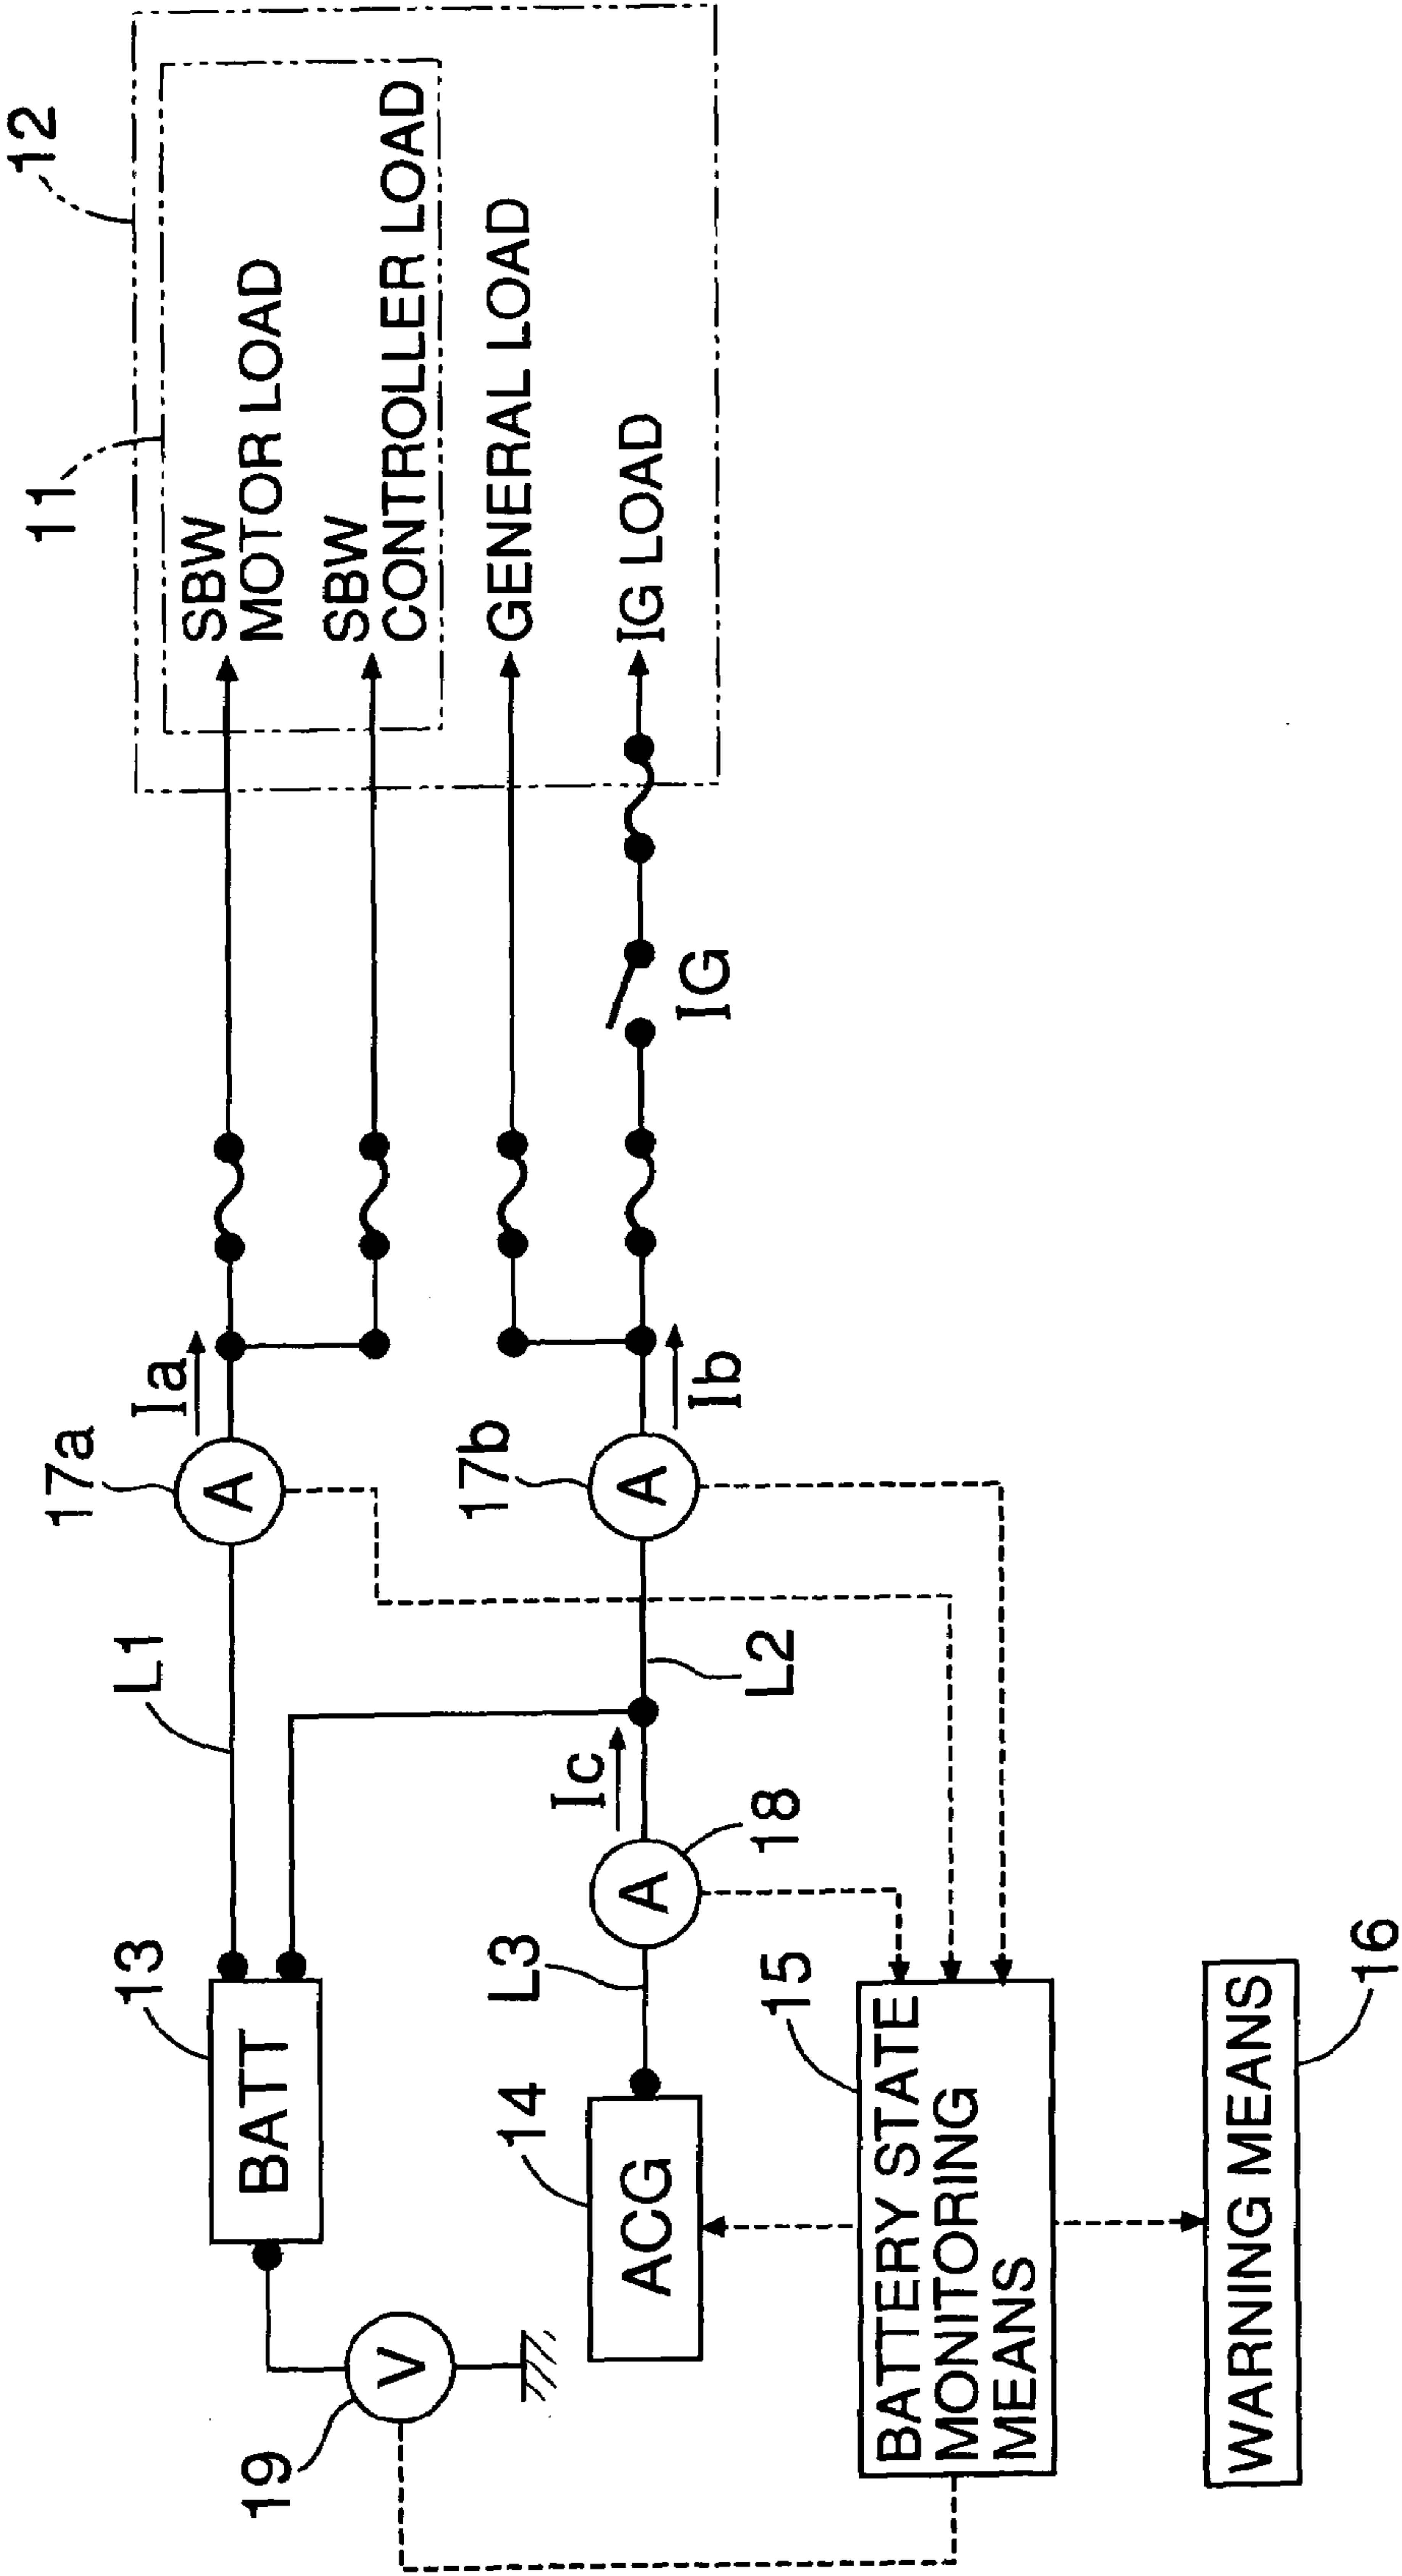 12
11
SBW
MOTOR LOAD
SBW
CONTROLLER LOAD
GENERAL LOAD
IG LOAD
IG
Ia
17a
A
Ib
17b
A
L1
L2
Ic
18
A
L3
13
BATT
14
ACG
19
V
15
BATTERY STATE
MONITORING
MEANS
16
WARNING MEANS